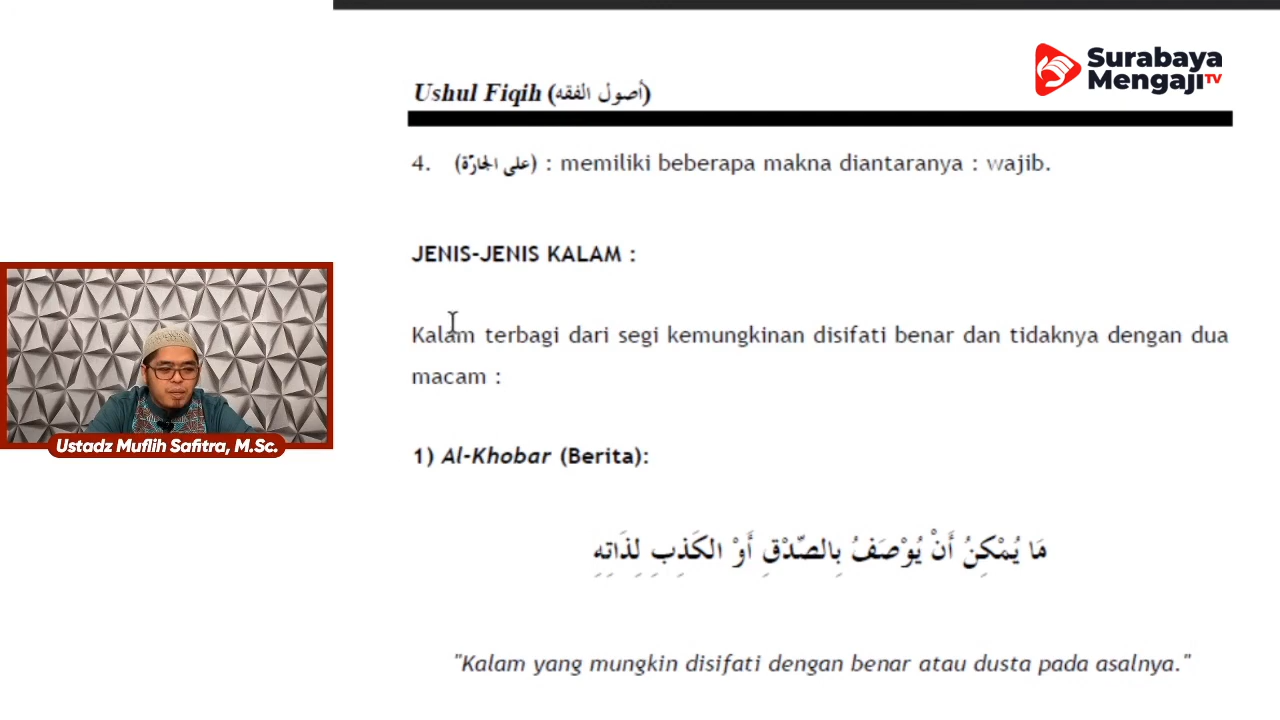 Surabaya
Mengaji TV
Ushul Fiqih (أصول الفقه)
4. (على الجارّة) : memiliki beberapa makna diantaranya : wajib.
JENIS-JENIS KALAM :
Kalam terbagi dari segi kemungkinan disifati benar dan tidaknya dengan dua
macam :
1) Al-Khobar (Berita):
مَا يُمْكِنُ أَنْ يُوْصَفُ بِالصِّدْقِ أَوْ الكَذِبِ لِذَاتِهِ
"Kalam yang mungkin disifati dengan benar atau dusta pada asalnya."
Ustadz Muflih Safitra, M.Sc.